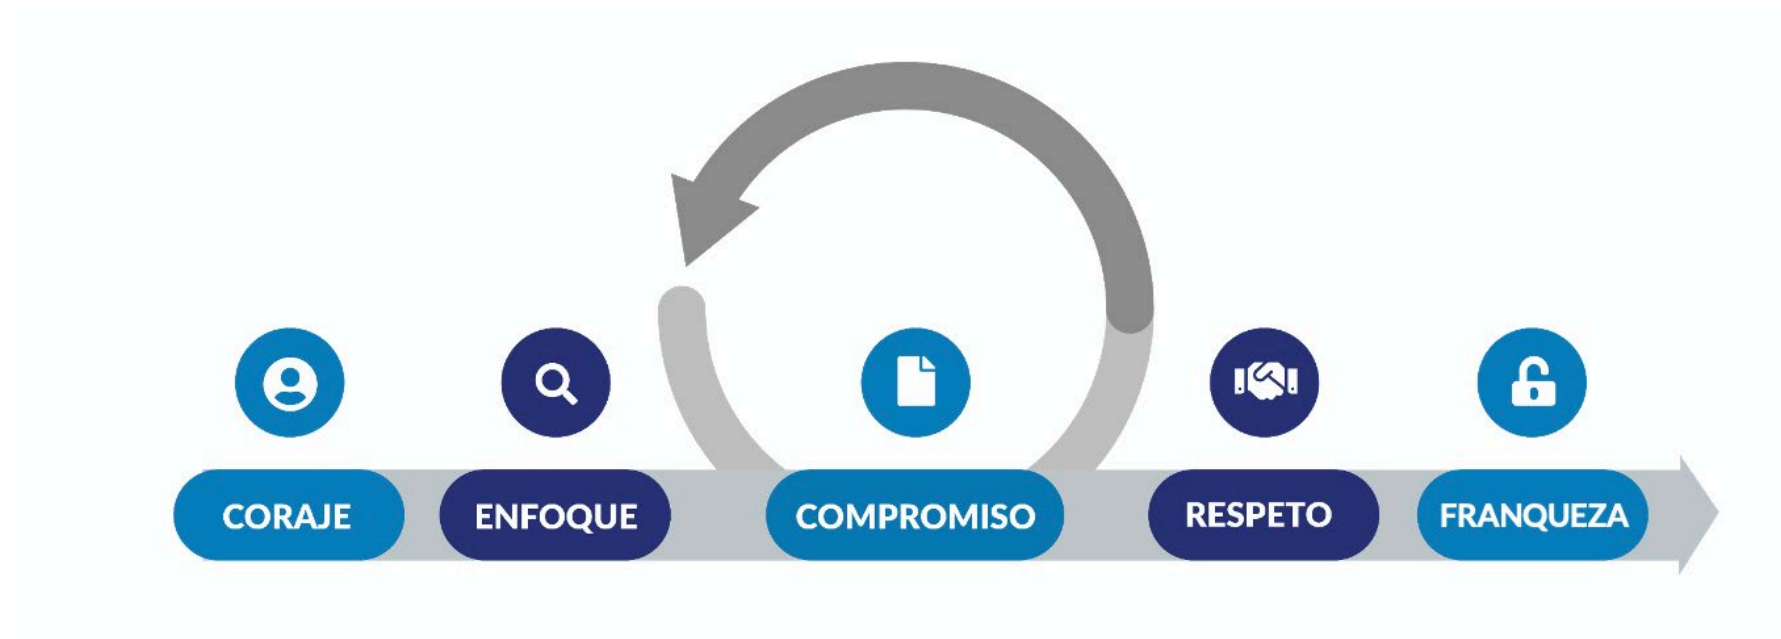 CORAJE
ENFOQUE
COMPROMISO
RESPETO
FRANQUEZA